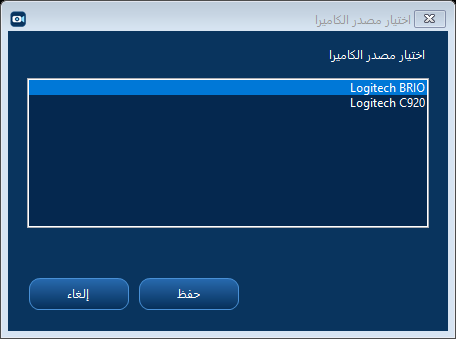 اختيار مصدر الكاميرا
اختيار مصدر الكاميرا
Logitech BRIO
Logitech C920
حفظ
إلغاء